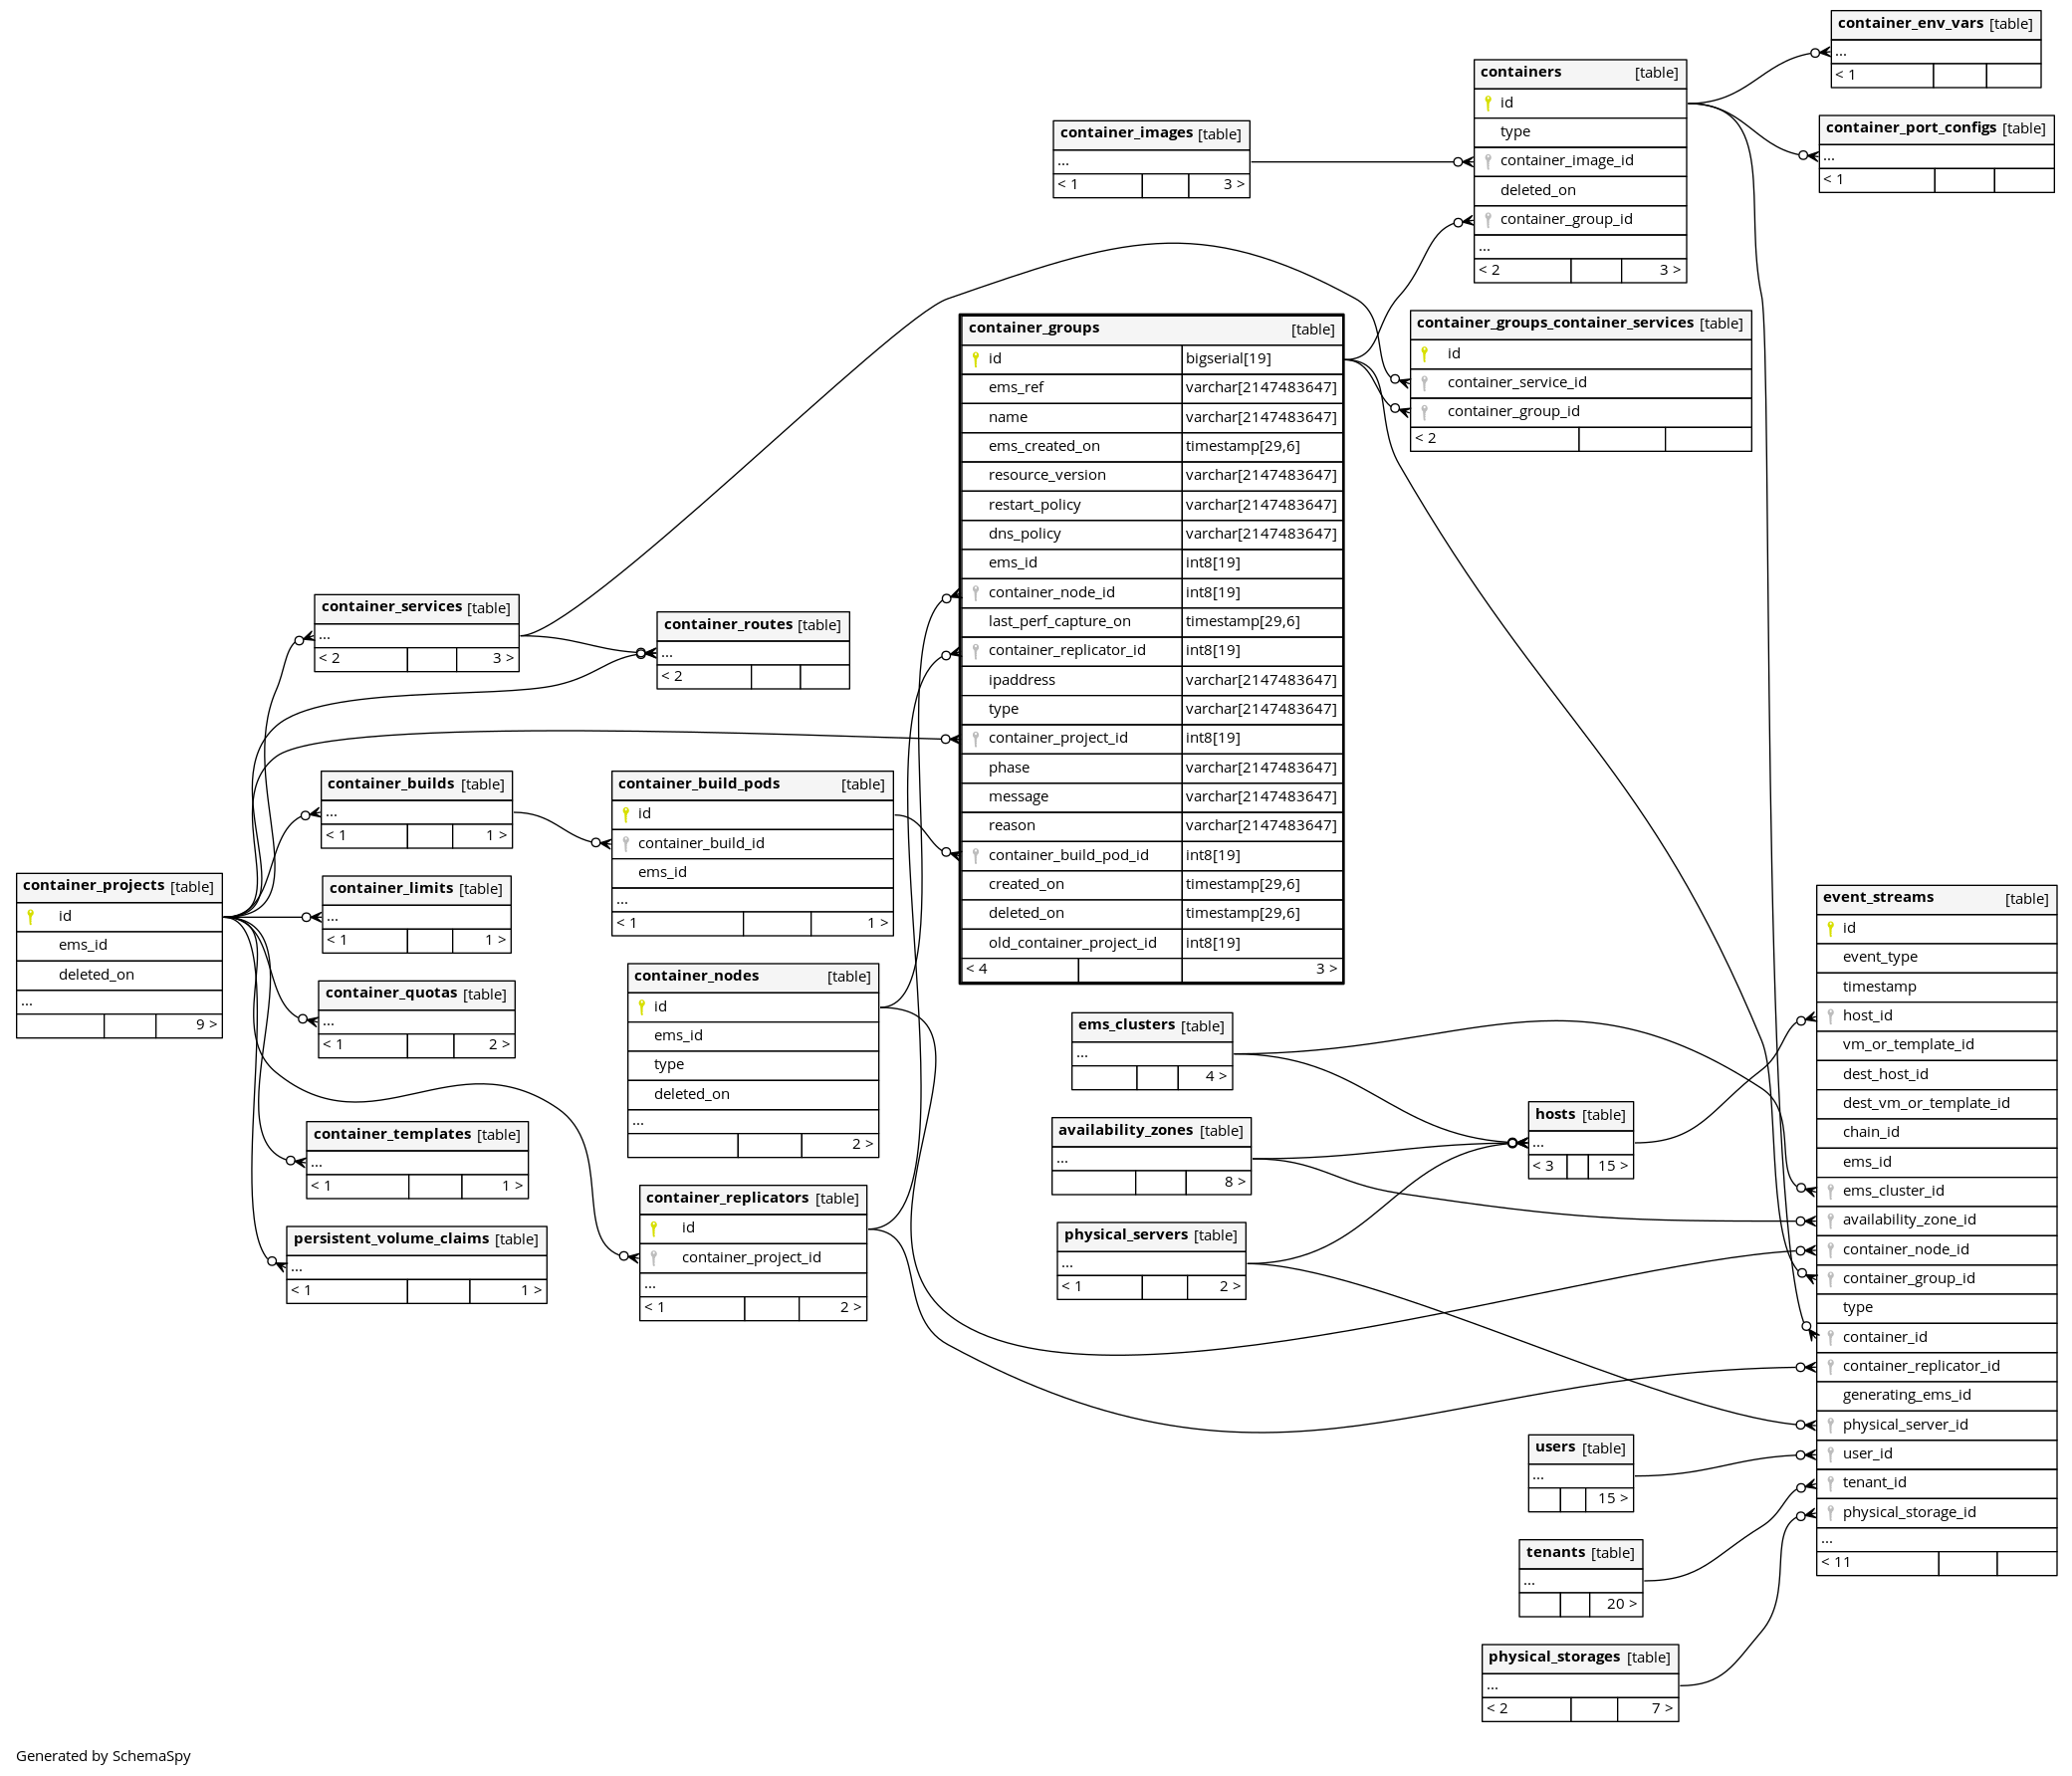 container_env_vars [table]
...
< 1
containers [table]
id
type
container_image_id
deleted_on
container_group_id
...
< 2 3 >
container_port_configs [table]
...
< 1
container_images [table]
...
< 1 3 >
container_groups_container_services [table]
id
container_service_id
container_group_id
< 2
container_groups [table]
id bigserial[19]
ems_ref varchar[2147483647]
name varchar[2147483647]
ems_created_on timestamp[29,6]
resource_version varchar[2147483647]
restart_policy varchar[2147483647]
dns_policy varchar[2147483647]
ems_id int8[19]
container_node_id int8[19]
last_perf_capture_on timestamp[29,6]
container_replicator_id int8[19]
ipaddress varchar[2147483647]
type varchar[2147483647]
container_project_id int8[19]
phase varchar[2147483647]
message varchar[2147483647]
reason varchar[2147483647]
container_build_pod_id int8[19]
created_on timestamp[29,6]
deleted_on timestamp[29,6]
old_container_project_id int8[19]
< 4 3 >
container_services [table]
...
< 2 3 >
container_routes [table]
...
< 2
container_builds [table]
...
< 1 1 >
container_build_pods [table]
id
container_build_id
ems_id
...
< 1 1 >
container_projects [table]
id
ems_id
deleted_on
...
9 >
container_limits [table]
...
< 1 1 >
container_quotas [table]
...
< 1 2 >
container_nodes [table]
id
ems_id
type
deleted_on
...
2 >
container_templates [table]
...
< 1 1 >
container_replicators [table]
id
container_project_id
...
< 1 2 >
persistent_volume_claims [table]
...
< 1 1 >
ems_clusters [table]
...
4 >
availability_zones [table]
...
8 >
physical_servers [table]
...
< 1 2 >
hosts [table]
...
< 3 15 >
event_streams [table]
id
event_type
timestamp
host_id
vm_or_template_id
dest_host_id
dest_vm_or_template_id
chain_id
ems_id
ems_cluster_id
availability_zone_id
container_node_id
container_group_id
type
container_id
container_replicator_id
generating_ems_id
physical_server_id
user_id
tenant_id
physical_storage_id
...
< 11
users [table]
...
15 >
tenants [table]
...
20 >
physical_storages [table]
...
< 2 7 >
Generated by SchemaSpy